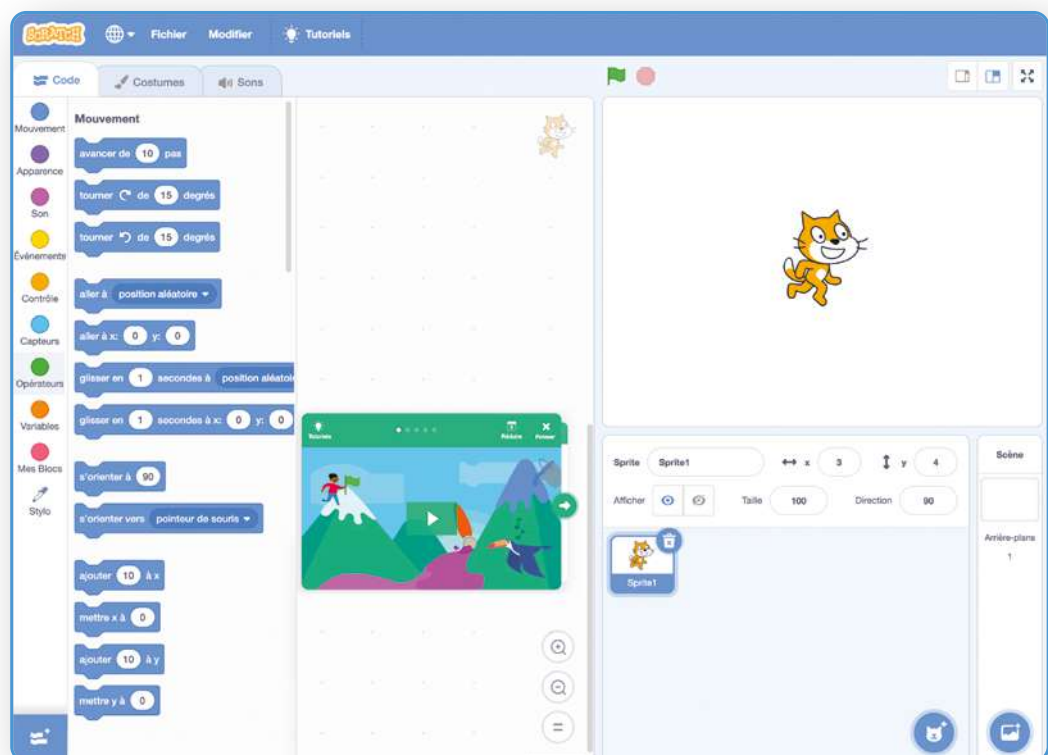 SCRATCH Fichier Modifier Tutoriels
Code Costumes Sons
Mouvement
Apparence
Son
Événements
Contrôle
Capteurs
Opérateurs
Variables
Mes Blocs
Stylo
Mouvement
avancer de 10 pas
tourner de 15 degrés
tourner de 15 degrés
aller à position aléatoire
aller à x: 0 y: 0
glisser en 1 secondes à position aléatoir
glisser en 1 secondes à x: 0 y: 0
s'orienter à 90
s'orienter vers pointeur de souris
ajouter 10 à x
mettre x à 0
ajouter 10 à y
mettre y à 0
Tutoriels Réduire Fermer
Sprite Sprite1 x 3 y 4
Afficher Taille 100 Direction 90
Sprite1
Scène
Arrière-plans
1